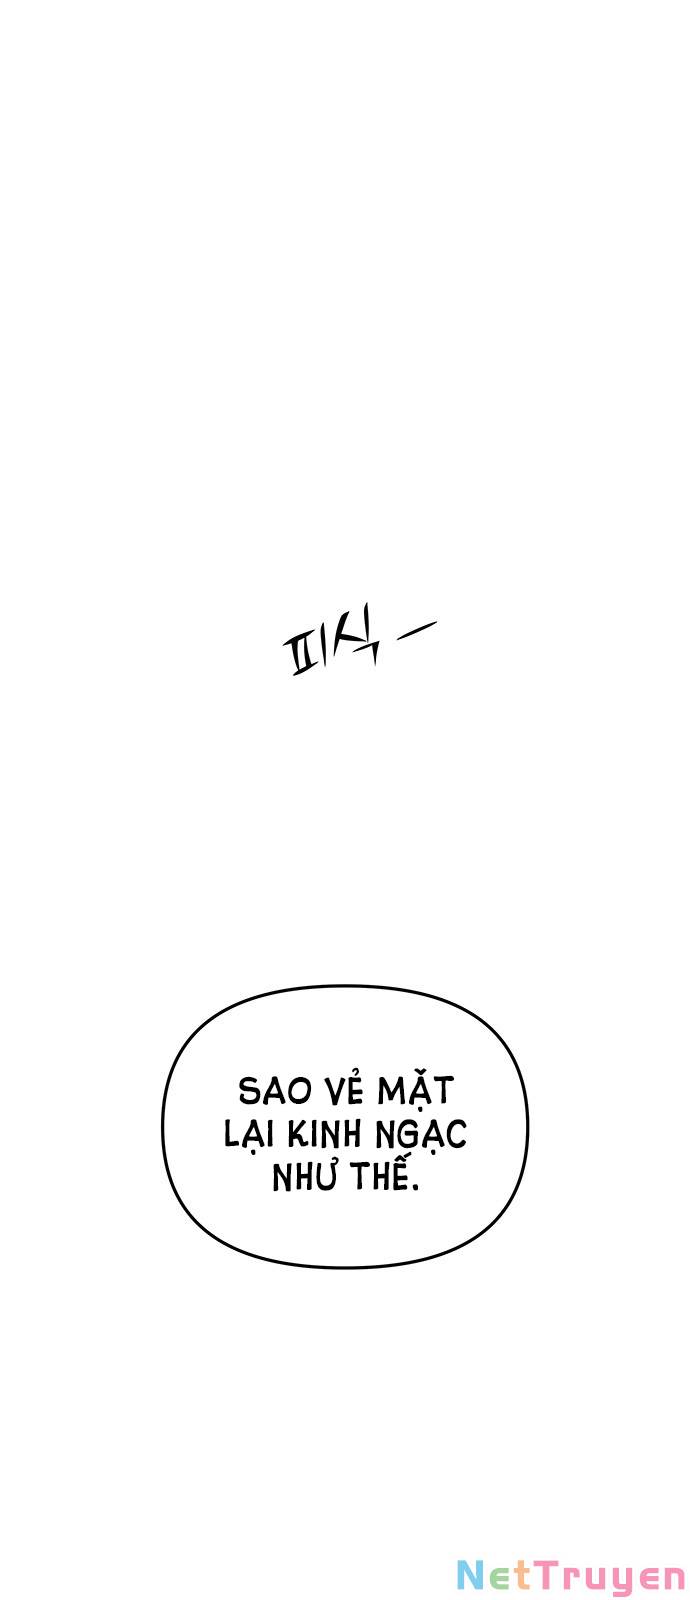 피식 –
SAO VẺ MẶT
LẠI KINH NGẠC
NHƯ THẾ.
NetTruyen